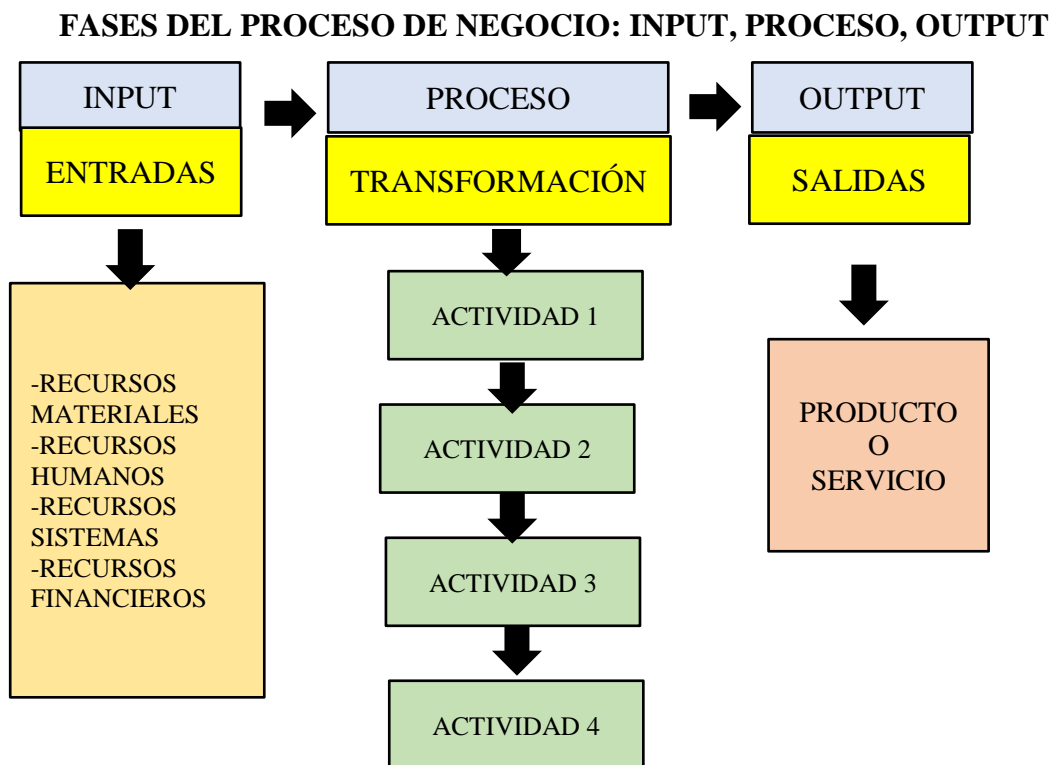 FASES DEL PROCESO DE NEGOCIO: INPUT, PROCESO, OUTPUT
INPUT
PROCESO
OUTPUT
ENTRADAS
TRANSFORMACIÓN
SALIDAS
-RECURSOS
MATERIALES
-RECURSOS
HUMANOS
-RECURSOS
SISTEMAS
-RECURSOS
FINANCIEROS
ACTIVIDAD 1
ACTIVIDAD 2
ACTIVIDAD 3
ACTIVIDAD 4
PRODUCTO
O
SERVICIO